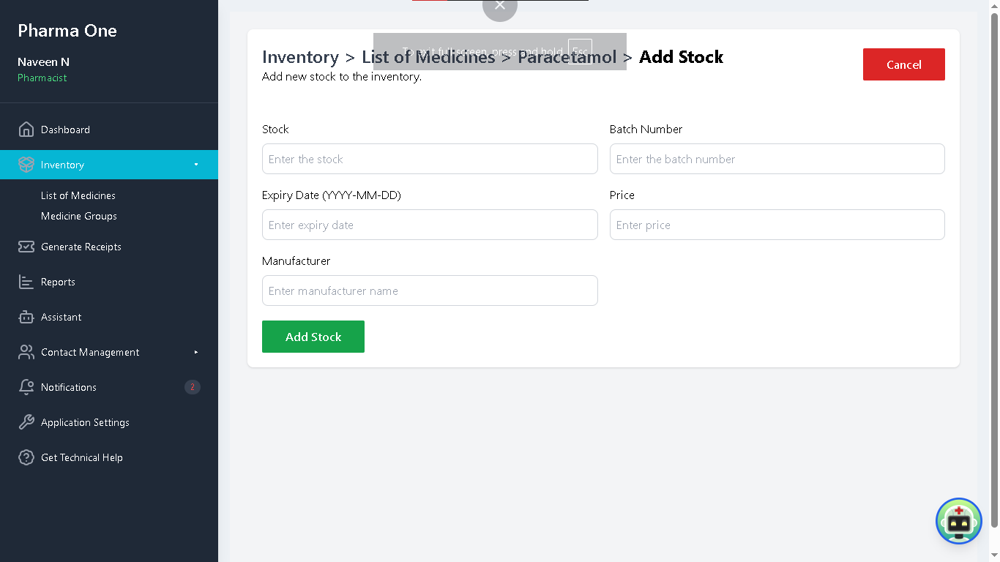 Pharma One
Naveen N
Pharmacist
Dashboard
Inventory
List of Medicines
Medicine Groups
Generate Receipts
Reports
Assistant
Contact Management
Notifications 2
Application Settings
Get Technical Help
To exit full screen, press and hold Esc
Inventory > List of Medicines > Paracetamol > Add Stock
Add new stock to the inventory.
Cancel
Stock
Enter the stock
Batch Number
Enter the batch number
Expiry Date (YYYY-MM-DD)
Enter expiry date
Price
Enter price
Manufacturer
Enter manufacturer name
Add Stock